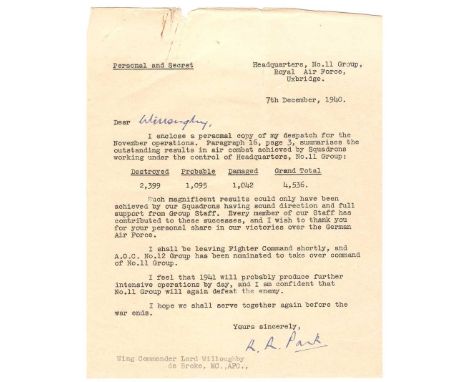 Personal and Secret
Headquarters, No.11 Group,
Royal Air Force,
Uxbridge.
7th December, 1940.
Dear Willoughby,
I enclose a personal copy of my despatch for the
November operations. Paragraph 16, page 3, summarises the
outstanding results in air combat achieved by Squadrons
working under the control of Headquarters, No.11 Group:
Destroyed Probable Damaged Grand Total
2,399 1,095 1,042 4,536.
Such magnificent results could only have been
achieved by our Squadrons having sound direction and full
support from Group Staff. Every member of our Staff has
contributed to these successes, and I wish to thank you
for your personal share in our victories over the German
Air Force.
I shall be leaving Fighter Command shortly, and
A.O.C. No.12 Group has been nominated to take over command
of No.11 Group.
I feel that 1941 will probably produce further
intensive operations by day, and I am confident that
No.11 Group will again defeat the enemy.
I hope we shall serve together again before the
war ends.
Yours sincerely,
K. R. Park
Wing Commander Lord Willoughby
de Broke, MC.,AFC.,